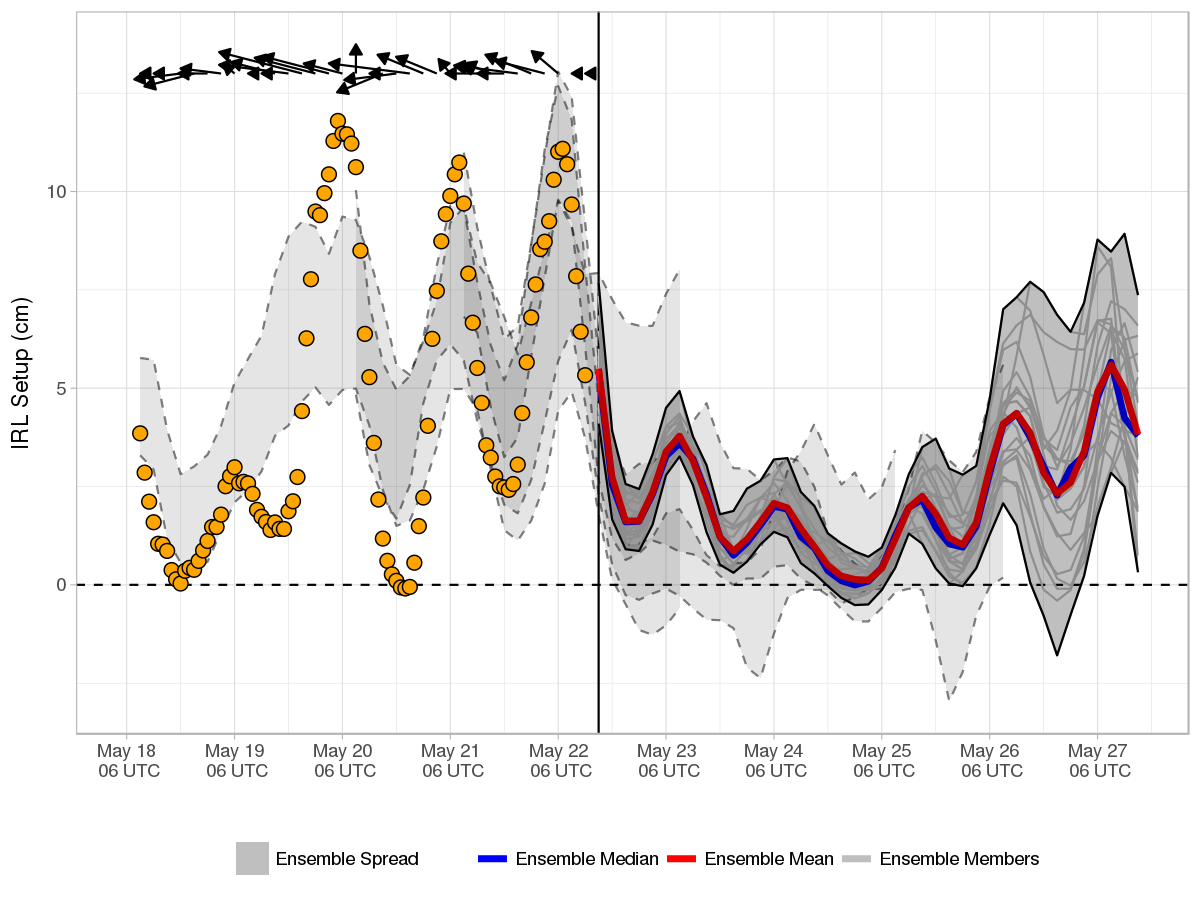 IRL Setup (cm)
10
5
0
May 18 May 19 May 20 May 21 May 22 May 23 May 24 May 25 May 26 May 27
06 UTC 06 UTC 06 UTC 06 UTC 06 UTC 06 UTC 06 UTC 06 UTC 06 UTC 06 UTC
Ensemble Spread Ensemble Median Ensemble Mean Ensemble Members